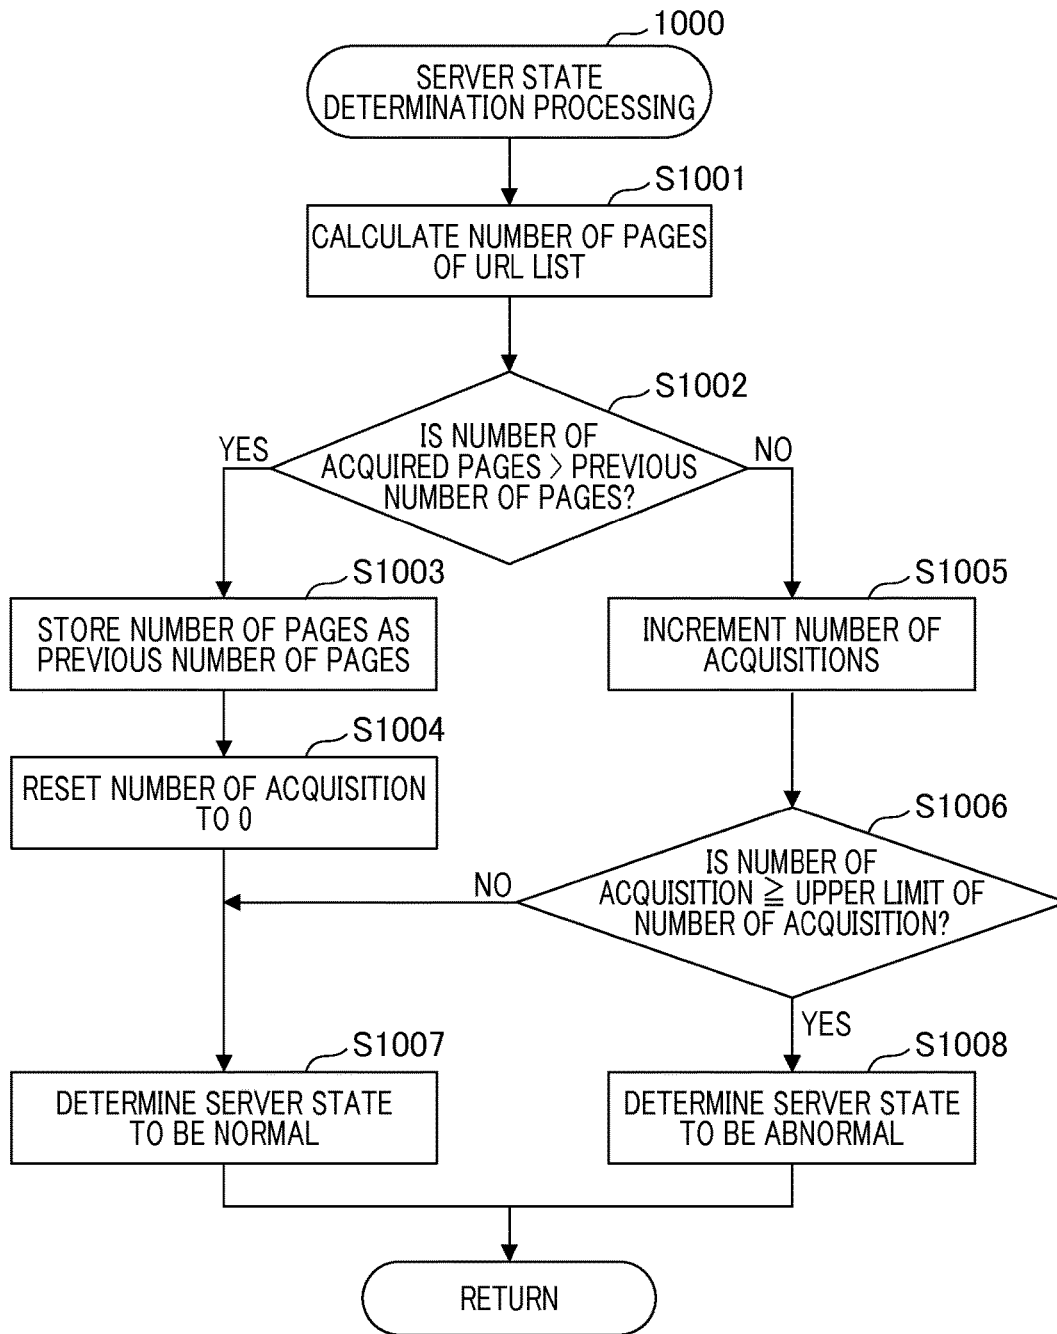 1000
SERVER STATE
DETERMINATION PROCESSING
S1001
CALCULATE NUMBER OF PAGES
OF URL LIST
S1002
IS NUMBER OF
ACQUIRED PAGES > PREVIOUS
NUMBER OF PAGES?
YES
NO
S1003
STORE NUMBER OF PAGES AS
PREVIOUS NUMBER OF PAGES
S1005
INCREMENT NUMBER OF
ACQUISITIONS
S1004
RESET NUMBER OF ACQUISITION
TO 0
S1006
IS NUMBER OF
ACQUISITION ≧ UPPER LIMIT OF
NUMBER OF ACQUISITION?
NO
YES
S1007
DETERMINE SERVER STATE
TO BE NORMAL
S1008
DETERMINE SERVER STATE
TO BE ABNORMAL
RETURN